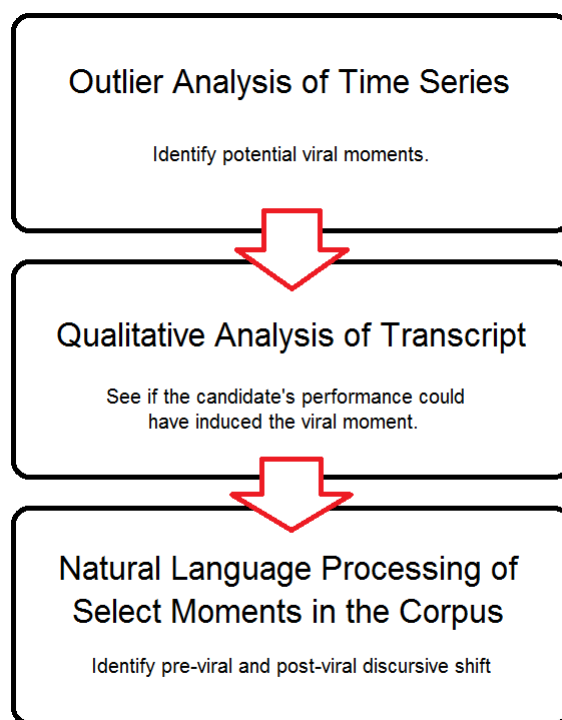 Outlier Analysis of Time Series
Identify potential viral moments.
Qualitative Analysis of Transcript
See if the candidate's performance could
have induced the viral moment.
Natural Language Processing of
Select Moments in the Corpus
Identify pre-viral and post-viral discursive shift